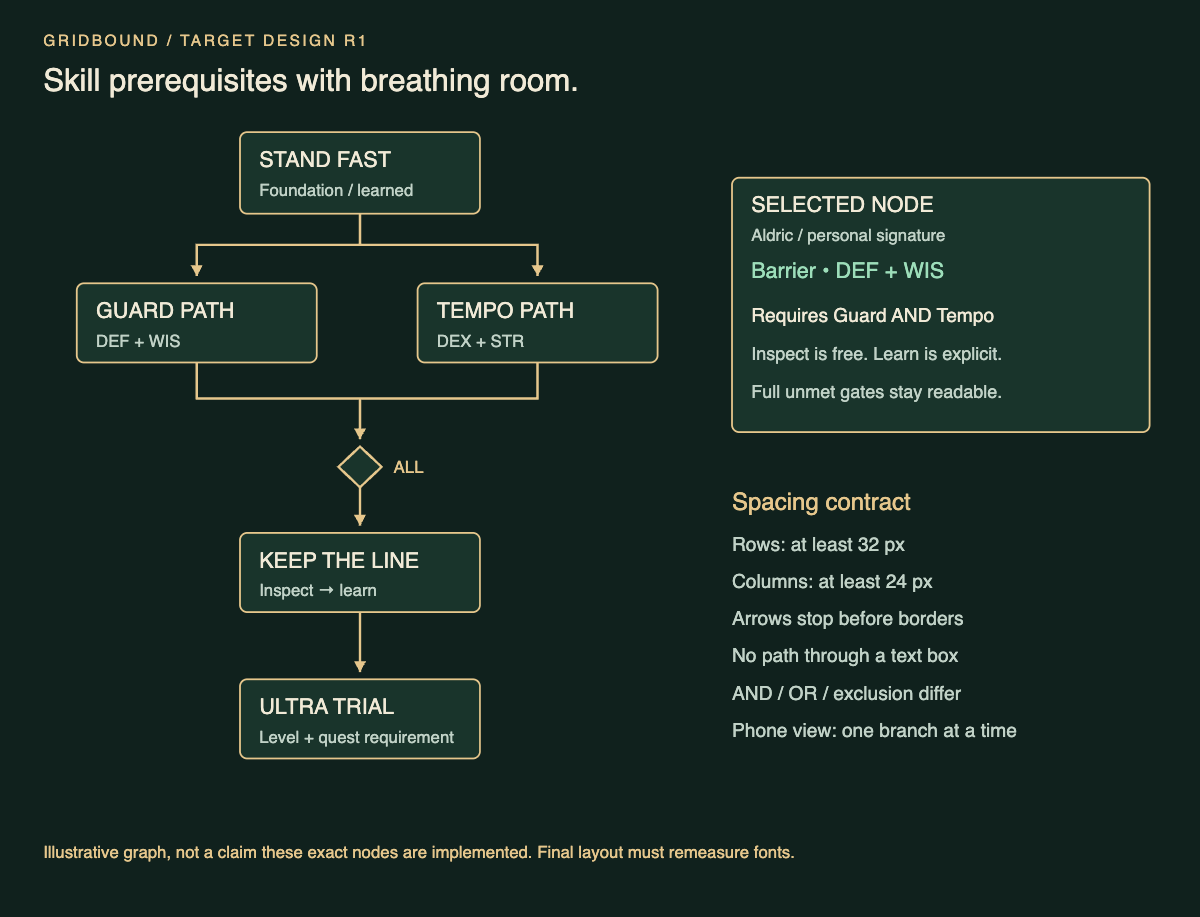 GRIDBOUND / TARGET DESIGN R1
Skill prerequisites with breathing room.
STAND FAST
Foundation / learned
GUARD PATH
DEF + WIS
TEMPO PATH
DEX + STR
ALL
KEEP THE LINE
Inspect → learn
ULTRA TRIAL
Level + quest requirement
SELECTED NODE
Aldric / personal signature
Barrier • DEF + WIS
Requires Guard AND Tempo
Inspect is free. Learn is explicit.
Full unmet gates stay readable.
Spacing contract
Rows: at least 32 px
Columns: at least 24 px
Arrows stop before borders
No path through a text box
AND / OR / exclusion differ
Phone view: one branch at a time
Illustrative graph, not a claim these exact nodes are implemented. Final layout must remeasure fonts.